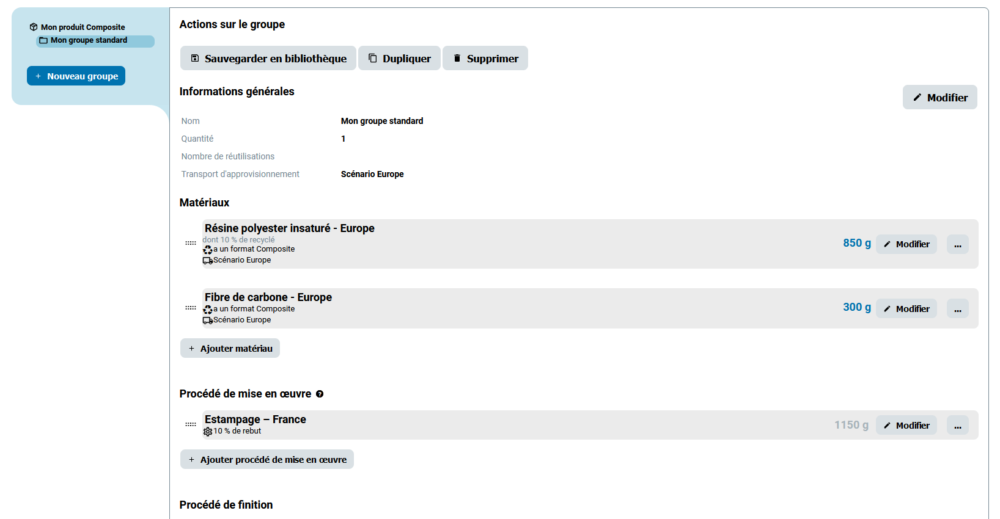 Mon produit Composite
Mon groupe standard
+ Nouveau groupe
Actions sur le groupe
Sauvegarder en bibliothèque
Dupliquer
Supprimer
Informations générales
Modifier
Nom
Mon groupe standard
Quantité
1
Nombre de réutilisations
Transport d'approvisionnement
Scénario Europe
Matériaux
Résine polyester insaturé - Europe
dont 10 % de recyclé
a un format Composite
Scénario Europe
850 g
Modifier
...
Fibre de carbone - Europe
a un format Composite
Scénario Europe
300 g
Modifier
...
+ Ajouter matériau
Procédé de mise en œuvre ?
Estampage – France
10 % de rebut
1150 g
Modifier
...
+ Ajouter procédé de mise en œuvre
Procédé de finition